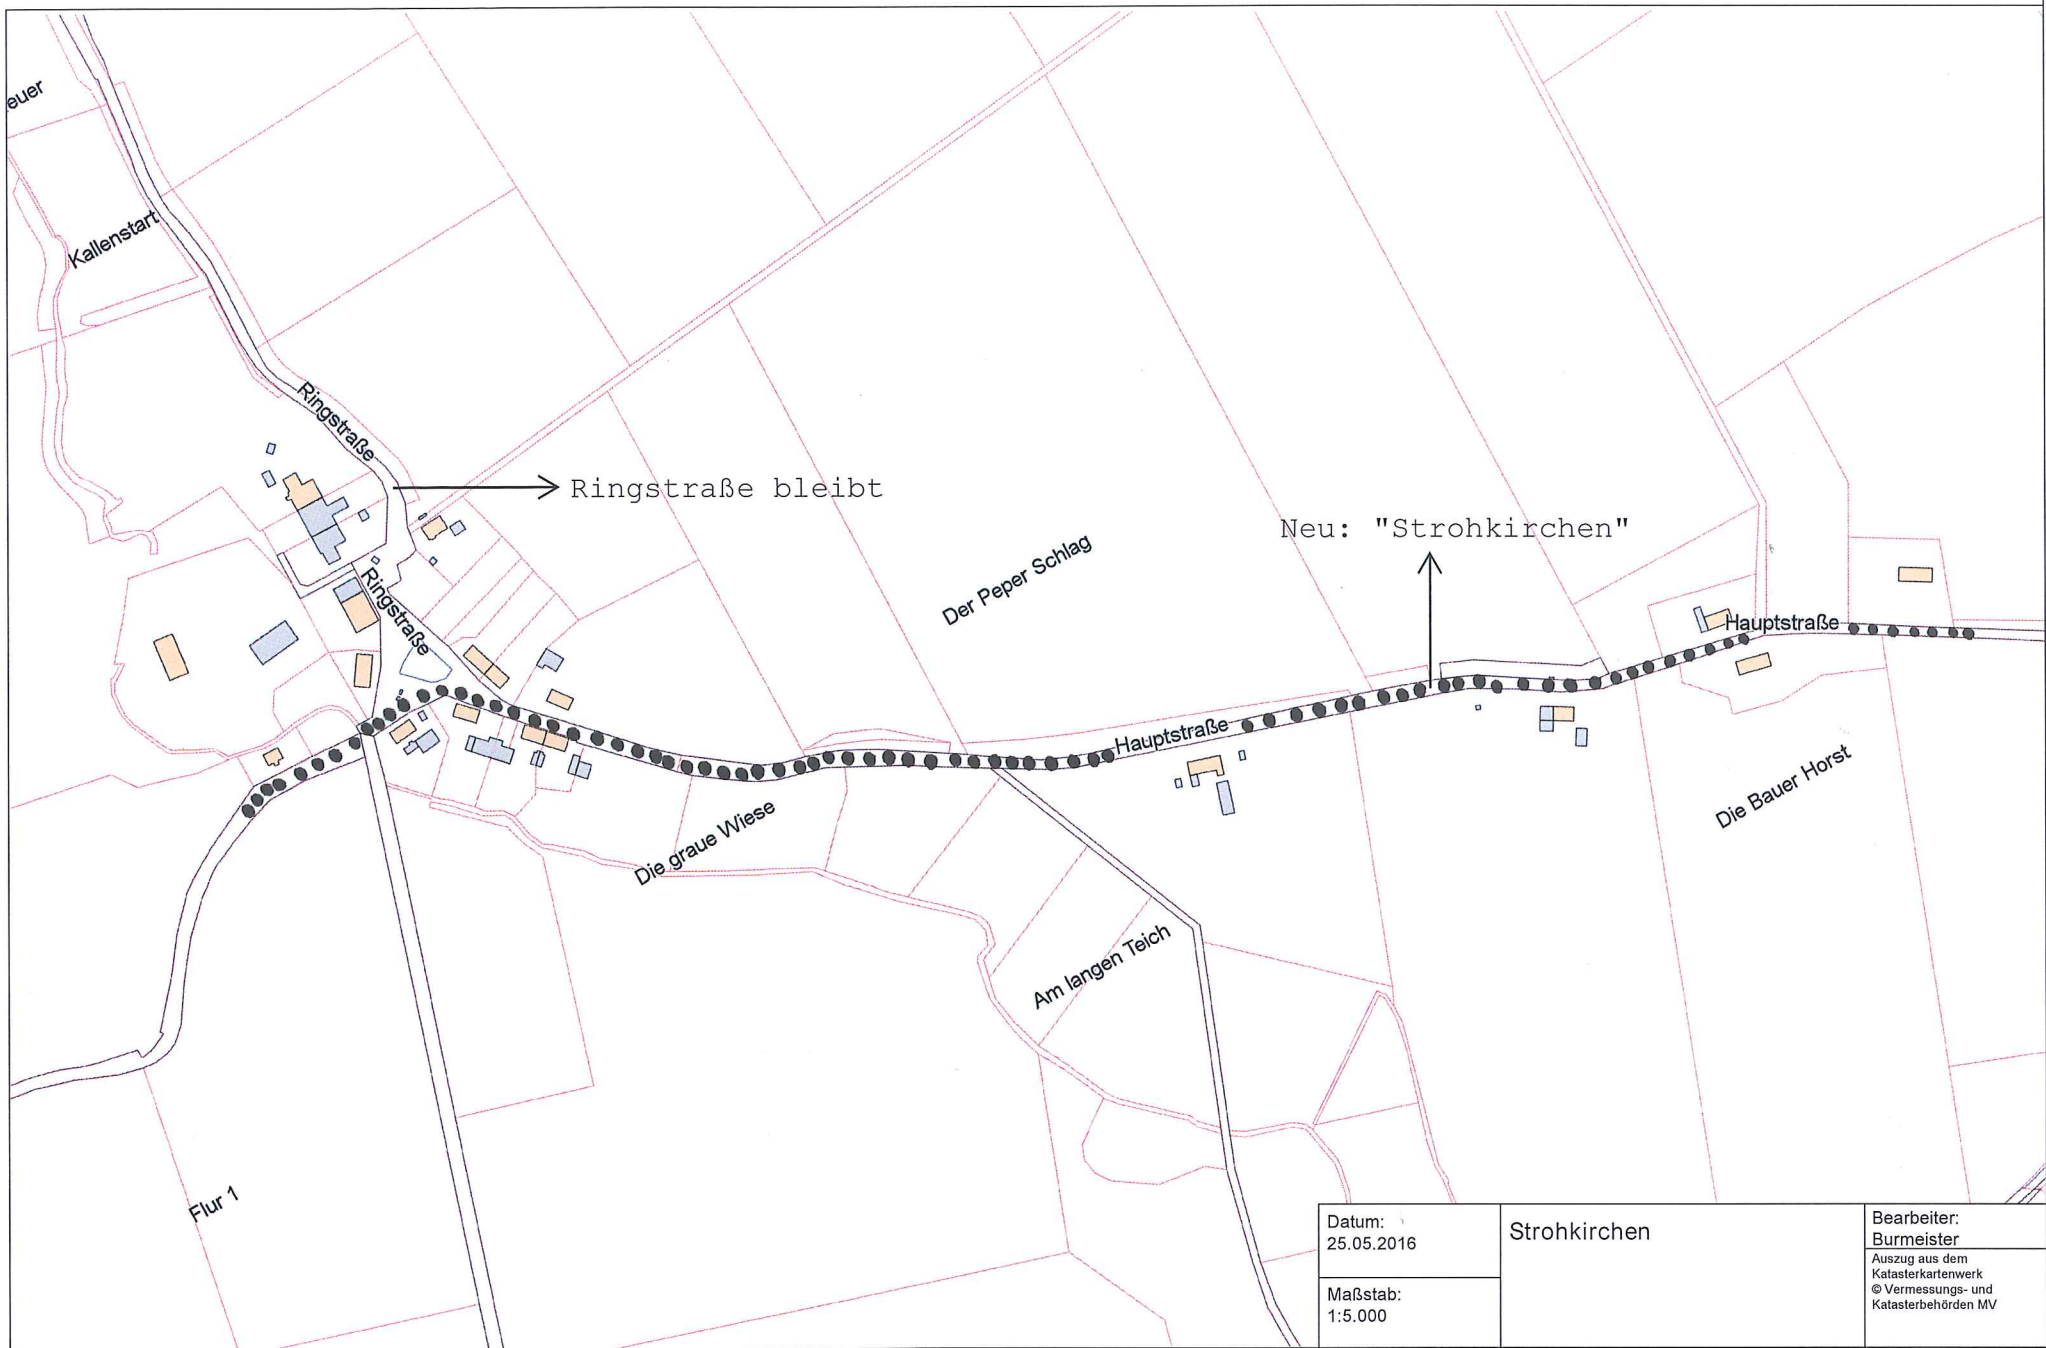 euer
Kallenstart
Ringstraße
Ringstraße bleibt
Neu: "Strohkirchen"
Der Peper Schlag
Ringstraße
Hauptstraße
Hauptstraße
Die Bauer Horst
Die graue Wiese
Am langen Teich
Flur 1
Datum:
25.05.2016
Maßstab:
1:5.000
Strohkirchen
Bearbeiter:
Burmeister
Auszug aus dem
Katasterkartenwerk
© Vermessungs- und
Katasterbehörden MV